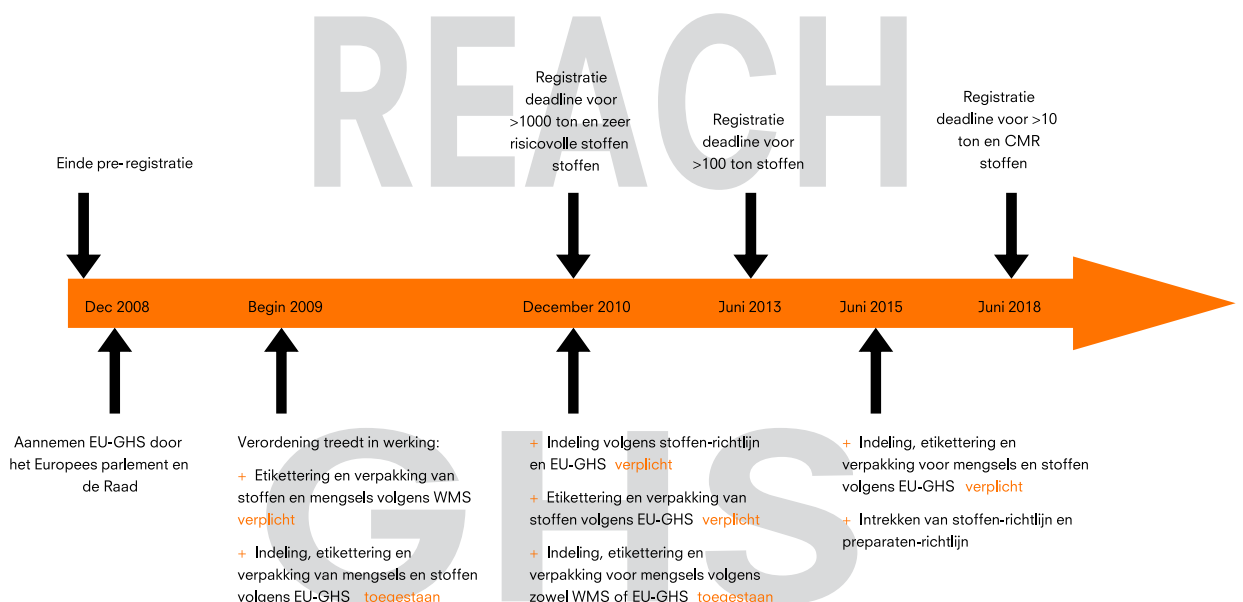 REACH
Einde pre-registratie
Registratie
deadline voor
>1000 ton en zeer
risicovolle stoffen
stoffen
Registratie
deadline voor
>100 ton stoffen
Registratie
deadline voor >10
ton en CMR
stoffen
Dec 2008
Begin 2009
December 2010
Juni 2013
Juni 2015
Juni 2018
GHS
Aannemen EU-GHS door
het Europees parlement en
de Raad
Verordening treedt in werking:
+ Etikettering en verpakking van
stoffen en mengsels volgens WMS
verplicht
+ Indeling, etikettering en
verpakking van mengsels en stoffen
volgens EU-GHS toegestaan
+ Indeling volgens stoffen-richtlijn
en EU-GHS verplicht
+ Etikettering en verpakking van
stoffen volgens EU-GHS verplicht
+ Indeling, etikettering en
verpakking voor mengsels volgens
zowel WMS of EU-GHS toegestaan
+ Indeling, etikettering en
verpakking voor mengsels en stoffen
volgens EU-GHS verplicht
+ Intrekken van stoffen-richtlijn en
preparaten-richtlijn